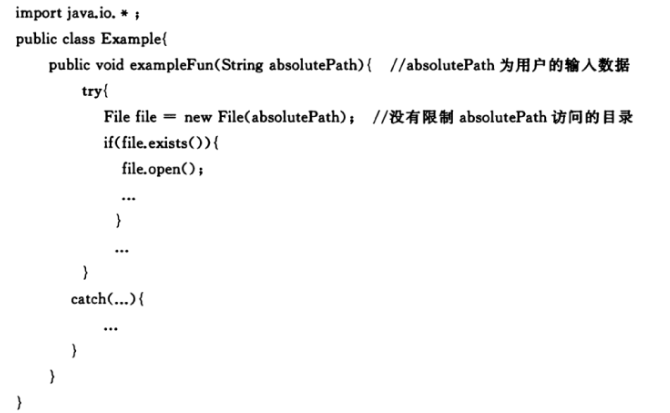 import java.io. * ;
public class Example{
public void exampleFun(String absolutePath){ //absolutePath 为用户的输入数据
try{
File file = new File(absolutePath); //没有限制 absolutePath 访问的目录
if(file.exists()){
file.open();
...
}
...
}
catch(...){
...
}
}
}